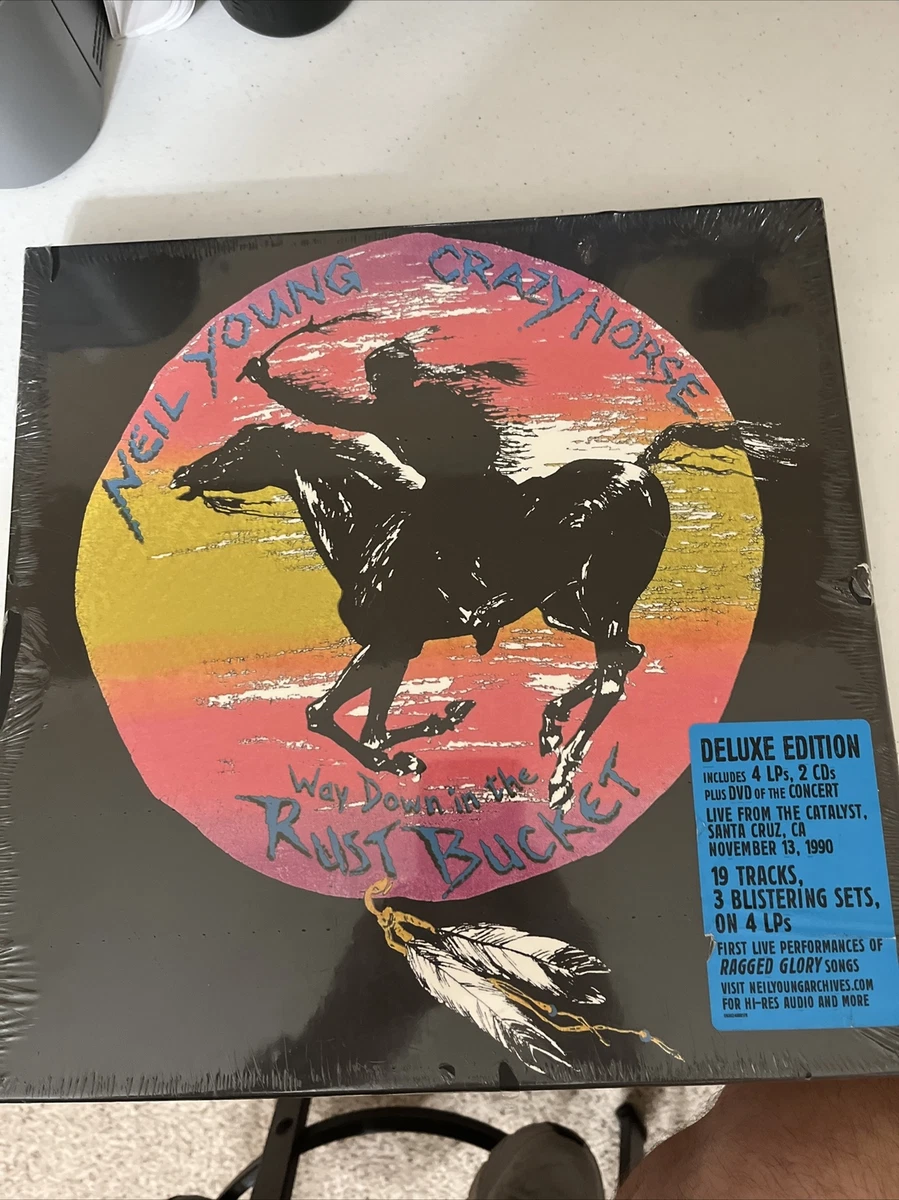 NEIL YOUNG CRAZY HORSE
Way Down in the
RUST BUCKET
DELUXE EDITION
INCLUDES 4 LPs, 2 CDs
PLUS DVD OF THE CONCERT
LIVE FROM THE CATALYST,
SANTA CRUZ, CA
NOVEMBER 13, 1990
19 TRACKS,
3 BLISTERING SETS,
ON 4 LPs
FIRST LIVE PERFORMANCES OF
RAGGED GLORY SONGS
VISIT NEILYOUNGARCHIVES.COM
FOR HI-RES AUDIO AND MORE